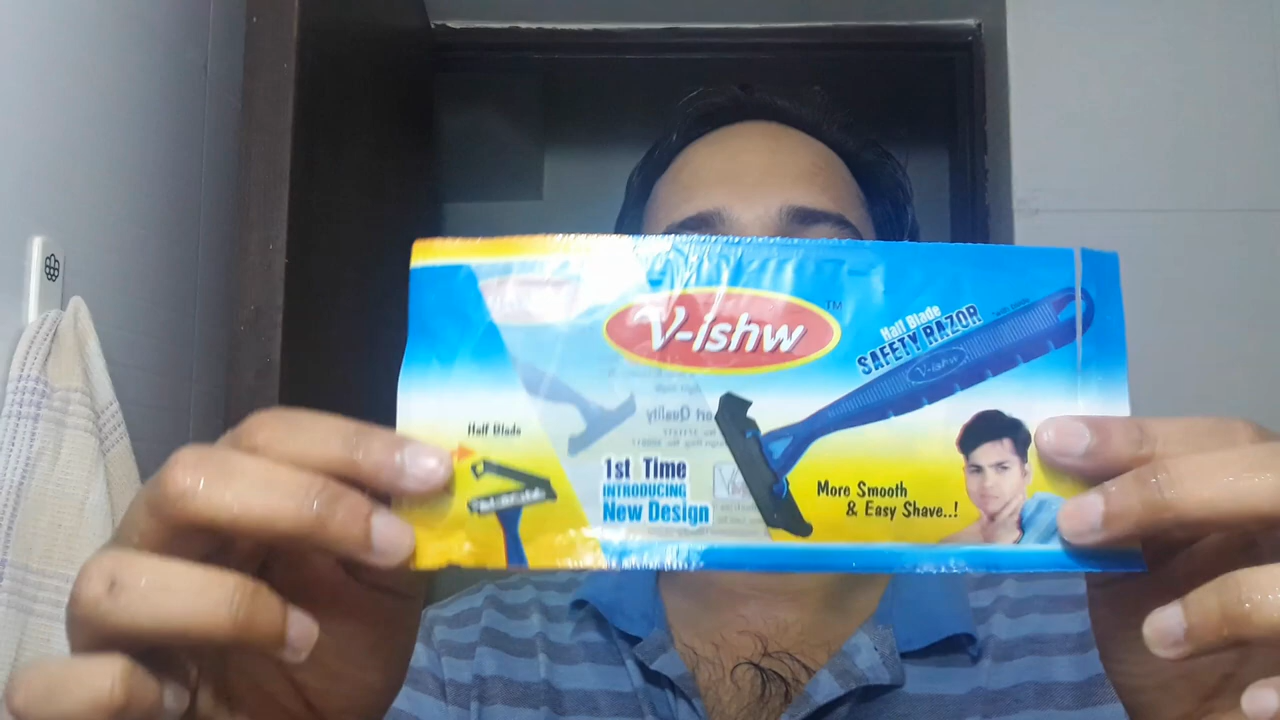 V-ishw
TM
Half Blade
SAFETY RAZOR
V-ishw
Half Blade
1st Time
INTRODUCING
New Design
More Smooth
& Easy Shave..!